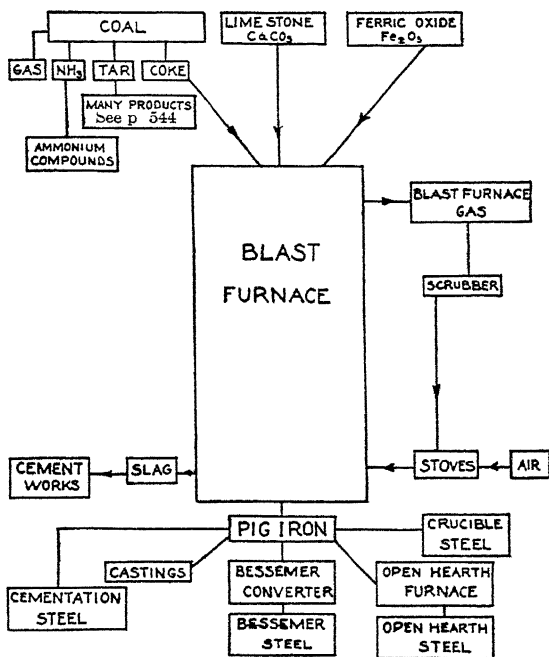 COAL
LIMESTONE
CaCO3
FERRIC OXIDE
Fe2O3
GAS
NH3
TAR
COKE
MANY PRODUCTS
See p 544
AMMONIUM
COMPOUNDS
BLAST
FURNACE
BLAST FURNACE
GAS
SCRUBBER
CEMENT
WORKS
SLAG
STOVES
AIR
PIG IRON
CRUCIBLE
STEEL
CASTINGS
CEMENTATION
STEEL
BESSEMER
CONVERTER
OPEN HEARTH
FURNACE
BESSEMER
STEEL
OPEN HEARTH
STEEL